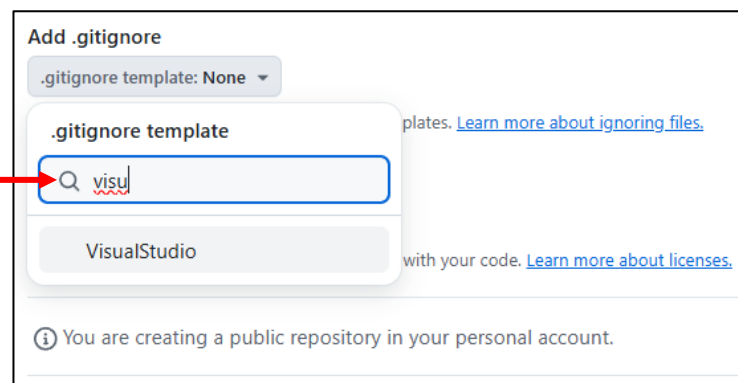 Add .gitignore
.gitignore template: None
.gitignore template
plates. Learn more about ignoring files.
visu
VisualStudio
with your code. Learn more about licenses.
You are creating a public repository in your personal account.